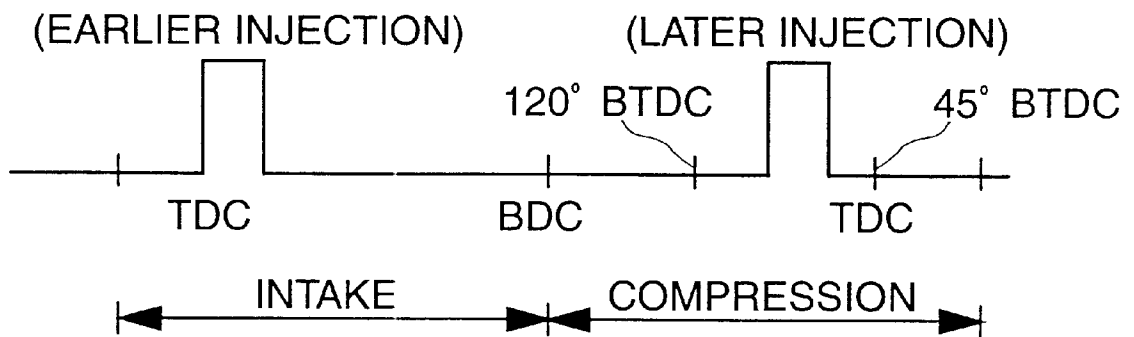 (EARLIER INJECTION) (LATER INJECTION)
120° BTDC 45° BTDC
TDC BDC TDC
INTAKE COMPRESSION